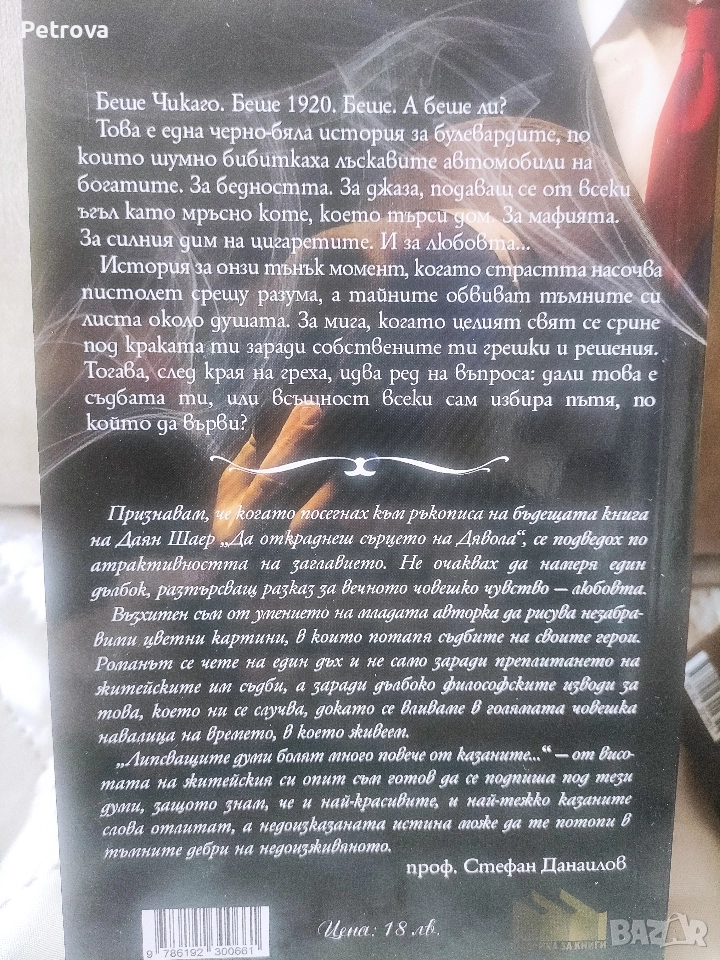 Petrova
Беше Чикаго. Беше 1920. Беше. А беше ли?
Това е една черно-бяла история за булевардите, по
които шумно бибиткаха лъскавите автомобили на
богатите. За бедността. За джаза, подаващ се от всеки
ъгъл като мръсно коте, което търси дом. За мафията.
За силния дим на цигарете. И за любовта...
История за онзи тънък момент, когато страстта насочва
пистолет срещу разума, а тайните обвиват тъмните си
листа около душата. За мига, когато целият свят се срине
под краката ти заради собствените ти грешки и решения.
Тогава, след края на греха, идва ред на въпроса: дали това е
съдбата ти, или всъщност всеки сам избира пътя, по
който да върви?
Признавам, че когато посегнах към ръкописа на бъдещата книга
на Даян Шаер „Да откраднеш сърцето на Дявола“, се подведох по
атрактивността на заглавието. Не очаквах да намеря един
дълбок, разтърсващ разказ за вечното човешко чувство – любовта.
Възхитен съм от умението на младата авторка да рисува незабра-
вими цветни картини, в които потапя съдбите на своите герои.
Романът се чете на един дъх и не само заради преплитането на
житейските им съдби, а заради дълбоко философските изводи за
това, което ни се случва, докато се вливаме в голямата човешка
навалица на времето, в което живеем.
„Липсващите думи болят много повече от казаните...“ – от висо-
тата на житейския си опит съм готов да се подпиша под тези
думи, защото знам, че и най-красивите, и най-тежко казаните
слова отлитат, а недоизказаната истина може да те потопи в
тъмните дебри на недоизживяното.
проф. Стефан Данаилов
9 786192 300661
Цена: 18 лв.
ЗА КНИГИ
BAZAR